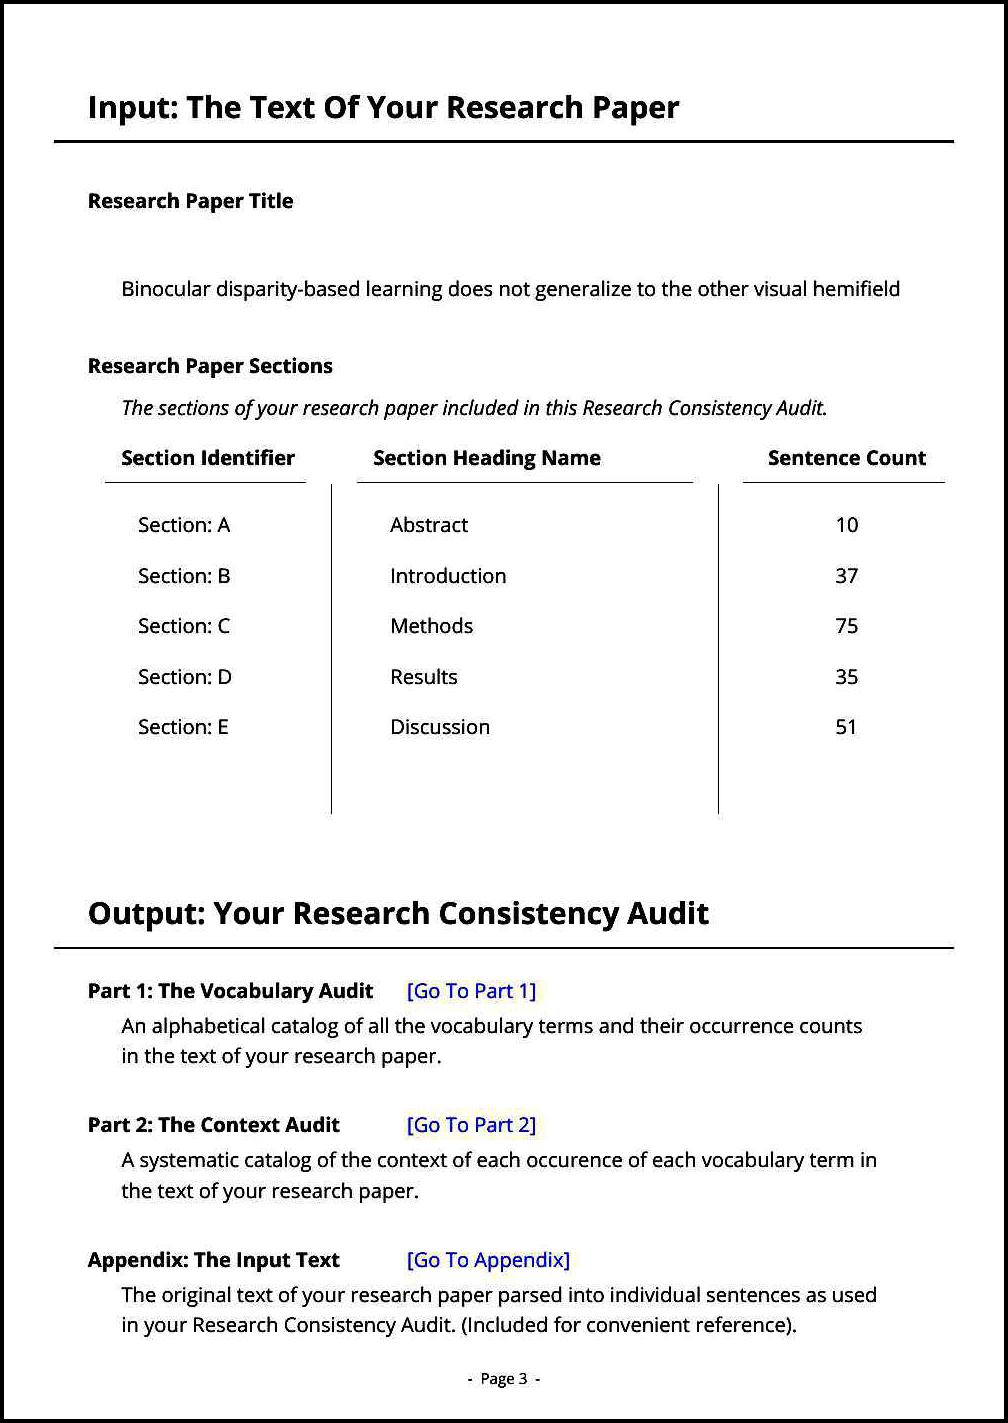 Input: The Text Of Your Research Paper
Research Paper Title
Binocular disparity-based learning does not generalize to the other visual hemifield
Research Paper Sections
The sections of your research paper included in this Research Consistency Audit.
Section Identifier Section Heading Name Sentence Count
Section: A Abstract 10
Section: B Introduction 37
Section: C Methods 75
Section: D Results 35
Section: E Discussion 51
Output: Your Research Consistency Audit
Part 1: The Vocabulary Audit [Go To Part 1]
An alphabetical catalog of all the vocabulary terms and their occurrence counts
in the text of your research paper.
Part 2: The Context Audit [Go To Part 2]
A systematic catalog of the context of each occurence of each vocabulary term in
the text of your research paper.
Appendix: The Input Text [Go To Appendix]
The original text of your research paper parsed into individual sentences as used
in your Research Consistency Audit. (Included for convenient reference).
- Page 3 -